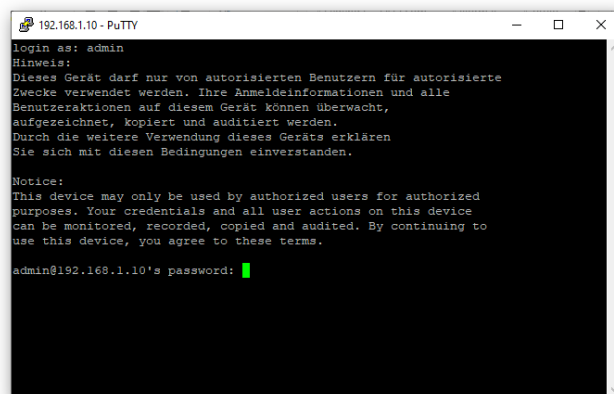 192.168.1.10 - PuTTY
login as: admin
Hinweis:
Dieses Gerät darf nur von autorisierten Benutzern für autorisierte
Zwecke verwendet werden. Ihre Anmeldeinformationen und alle
Benutzeraktionen auf diesem Gerät können überwacht,
aufgezeichnet, kopiert und auditiert werden.
Durch die weitere Verwendung dieses Geräts erklären
Sie sich mit diesen Bedingungen einverstanden.

Notice:
This device may only be used by authorized users for authorized
purposes. Your credentials and all user actions on this device
can be monitored, recorded, copied and audited. By continuing to
use this device, you agree to these terms.

admin@192.168.1.10's password: